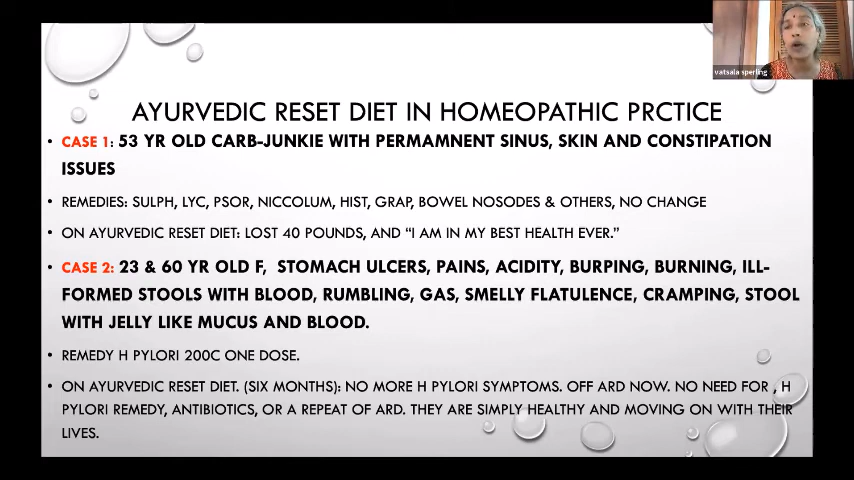 vatsala sperling
AYURVEDIC RESET DIET IN HOMEOPATHIC PRCTICE
• CASE 1: 53 YR OLD CARB-JUNKIE WITH PERMAMNENT SINUS, SKIN AND CONSTIPATION
ISSUES
• REMEDIES: SULPH, LYC, PSOR, NICCOLUM, HIST, GRAP, BOWEL NOSODES & OTHERS, NO CHANGE
• ON AYURVEDIC RESET DIET: LOST 40 POUNDS, AND “I AM IN MY BEST HEALTH EVER.”
• CASE 2: 23 & 60 YR OLD F, STOMACH ULCERS, PAINS, ACIDITY, BURPING, BURNING, ILL-
FORMED STOOLS WITH BLOOD, RUMBLING, GAS, SMELLY FLATULENCE, CRAMPING, STOOL
WITH JELLY LIKE MUCUS AND BLOOD.
• REMEDY H PYLORI 200C ONE DOSE.
• ON AYURVEDIC RESET DIET. (SIX MONTHS): NO MORE H PYLORI SYMPTOMS. OFF ARD NOW. NO NEED FOR , H
PYLORI REMEDY, ANTIBIOTICS, OR A REPEAT OF ARD. THEY ARE SIMPLY HEALTHY AND MOVING ON WITH THEIR
LIVES.